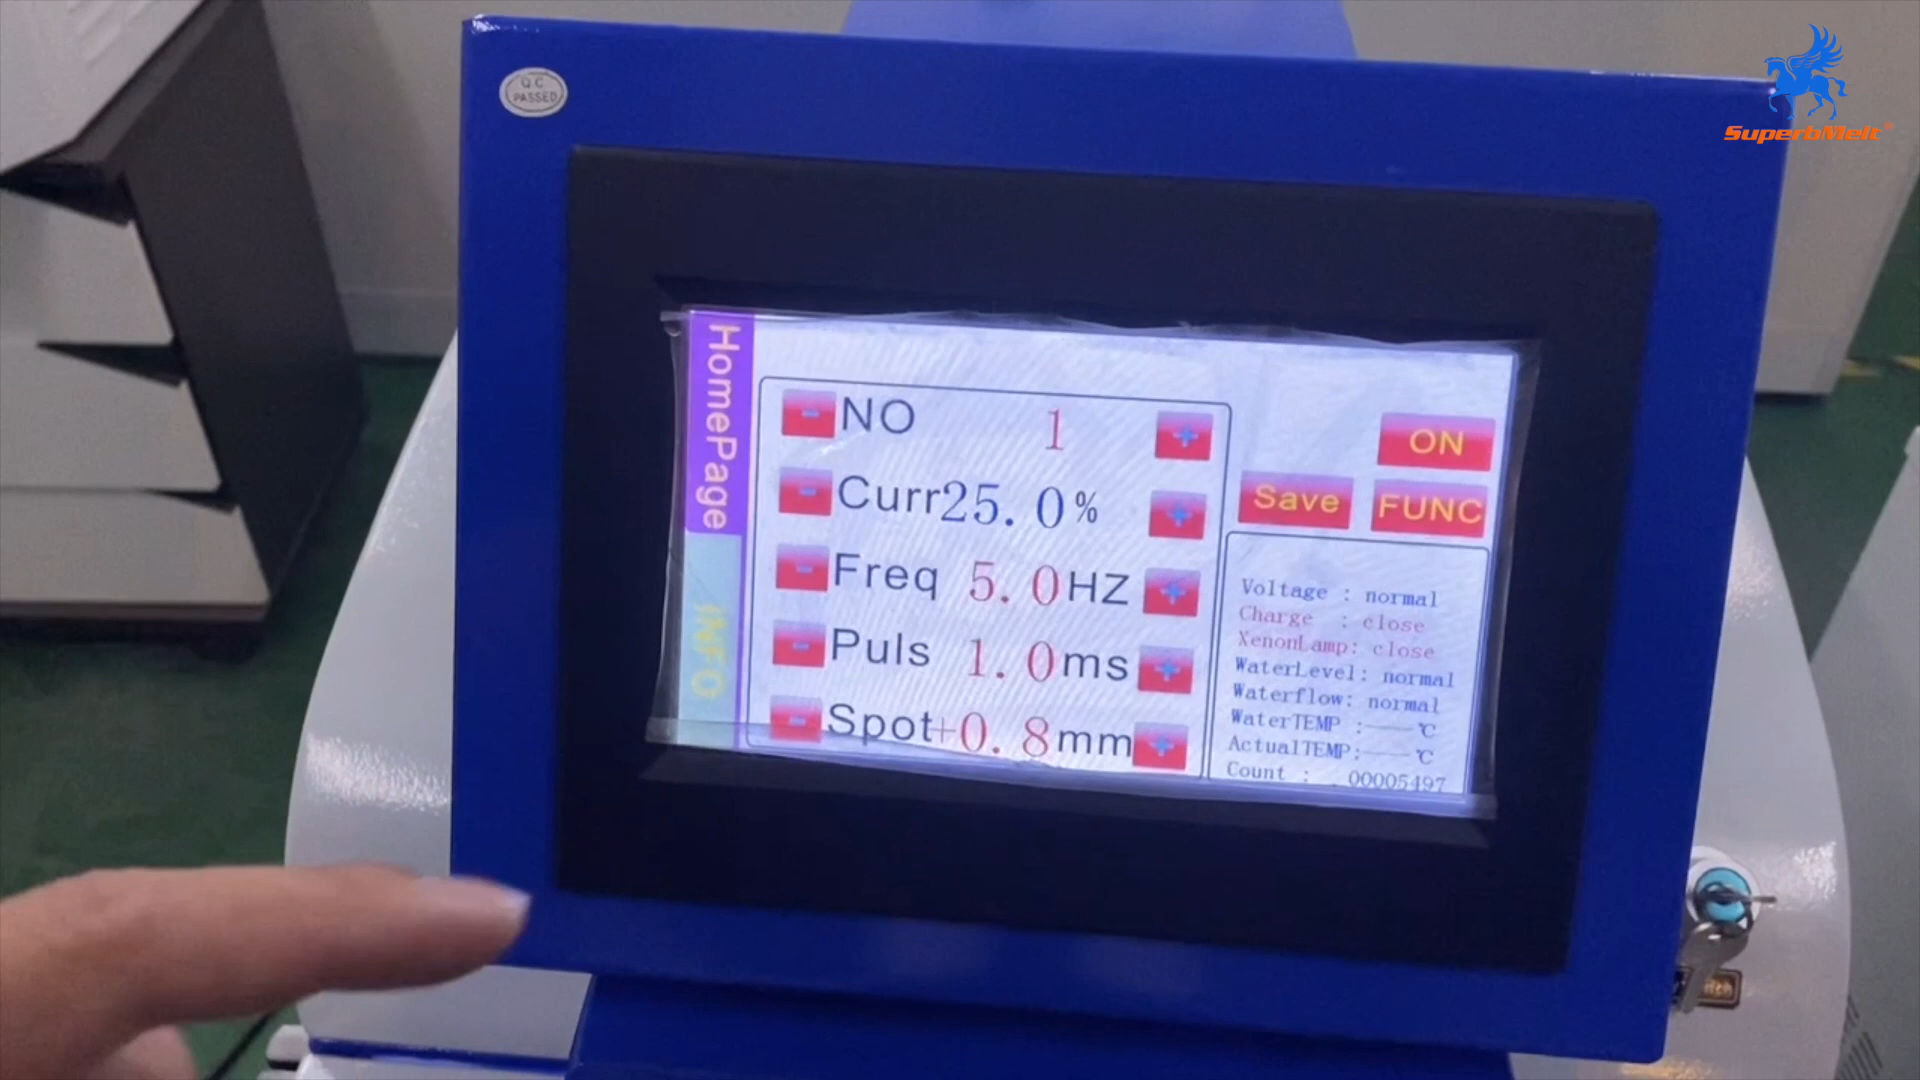 QC
PASSED
SuperbMelt®
HomePage
INFO
- NO 1 +
- Curr 25.0% +
- Freq 5.0HZ +
- Puls 1.0ms +
- Spot +0.8mm +
ON
Save
FUNC
Voltage : normal
Charge : close
XenonLamp: close
WaterLevel: normal
Waterflow: normal
WaterTEMP :----℃
ActualTEMP:----℃
Count : 00005497